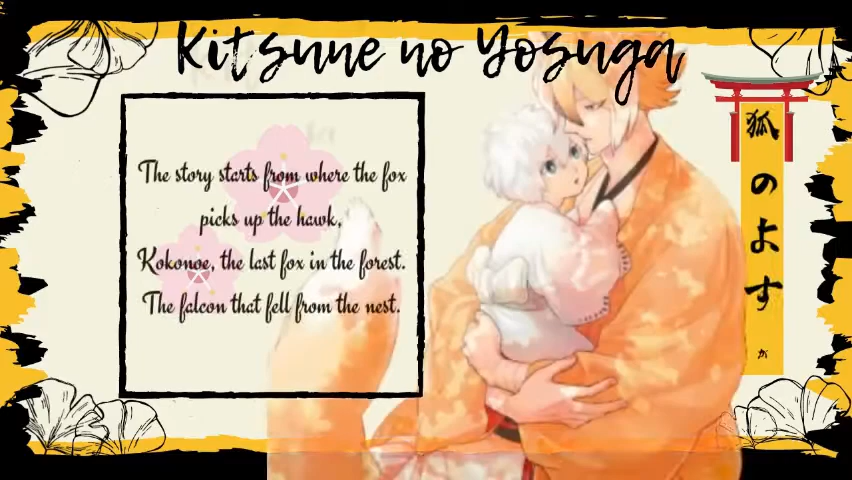 Kitsune no Yosuga
The story starts from where the fox
picks up the hawk,
Kokonoe, the last fox in the forest.
The falcon that fell from the nest.
狐のよすが